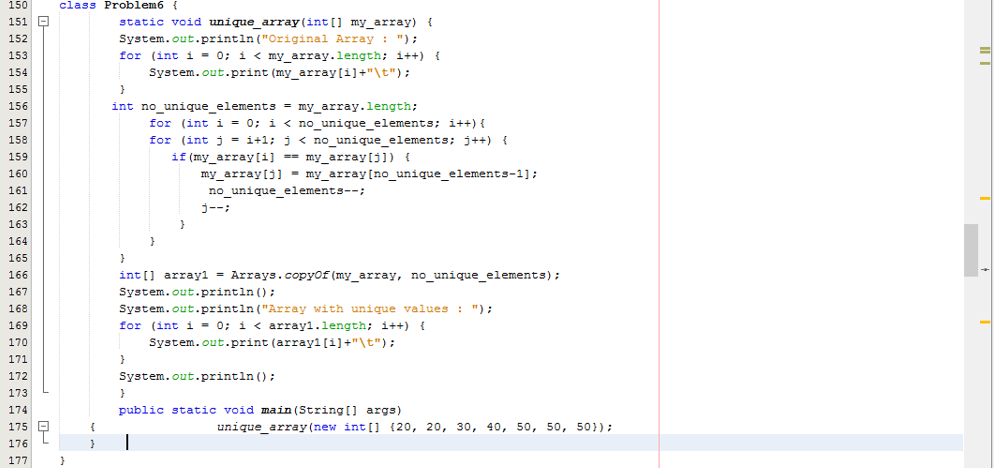 150 class Problem6 {
151 static void unique_array(int[] my_array) {
152 System.out.println("Original Array : ");
153 for (int i = 0; i < my_array.length; i++) {
154 System.out.print(my_array[i]+"\t");
155 }
156 int no_unique_elements = my_array.length;
157 for (int i = 0; i < no_unique_elements; i++){
158 for (int j = i+1; j < no_unique_elements; j++) {
159 if(my_array[i] == my_array[j]) {
160 my_array[j] = my_array[no_unique_elements-1];
161 no_unique_elements--;
162 j--;
163 }
164 }
165 }
166 int[] array1 = Arrays.copyOf(my_array, no_unique_elements);
167 System.out.println();
168 System.out.println("Array with unique values : ");
169 for (int i = 0; i < array1.length; i++) {
170 System.out.print(array1[i]+"\t");
171 }
172 System.out.println();
173 }
174 public static void main(String[] args)
175 { unique_array(new int[] {20, 20, 30, 40, 50, 50, 50});
176 }
177 }